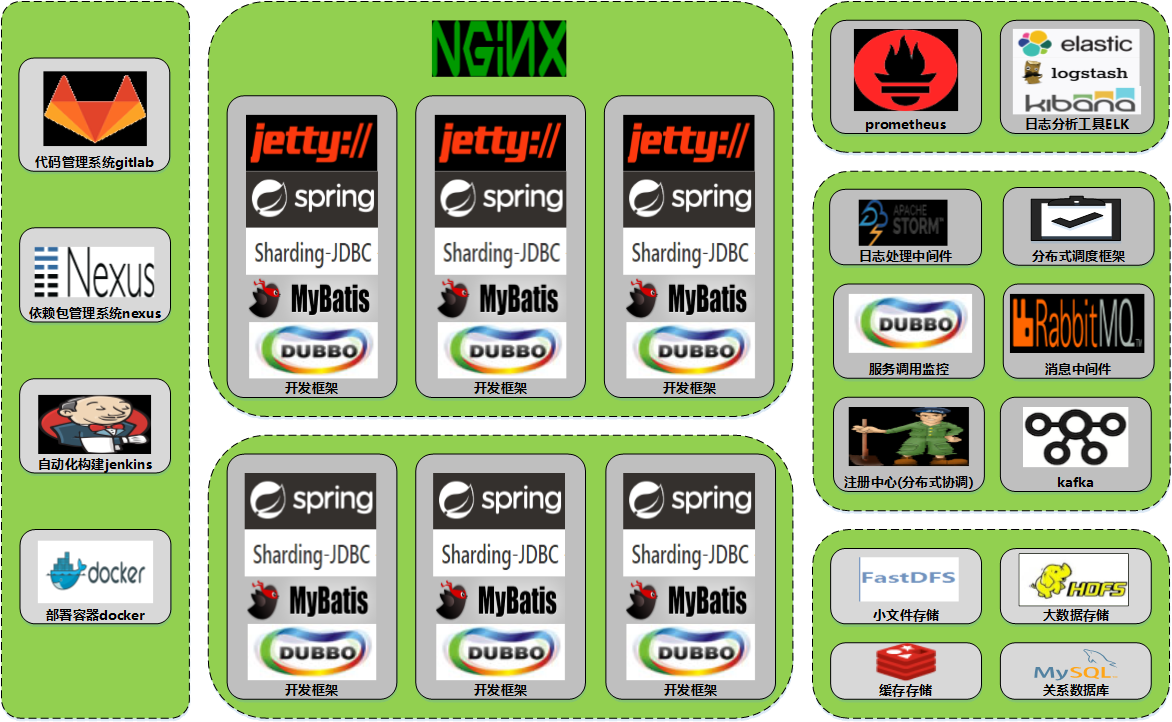 代码管理系统gitlab
Nexus
依赖包管理系统nexus
自动化构建jenkins
docker
部署容器docker
NGiNX
jetty://
spring
Sharding-JDBC
MyBatis
DUBBO
开发框架
jetty://
spring
Sharding-JDBC
MyBatis
DUBBO
开发框架
jetty://
spring
Sharding-JDBC
MyBatis
DUBBO
开发框架
spring
Sharding-JDBC
MyBatis
DUBBO
开发框架
spring
Sharding-JDBC
MyBatis
DUBBO
开发框架
spring
Sharding-JDBC
MyBatis
DUBBO
开发框架
prometheus
elastic
logstash
kibana
日志分析工具ELK
APACHE
STORM™
日志处理中间件
分布式调度框架
DUBBO
服务调用监控
RabbitMQ™
消息中间件
注册中心(分布式协调)
kafka
FastDFS
小文件存储
HDFS
大数据存储
缓存存储
MySQL
关系数据库